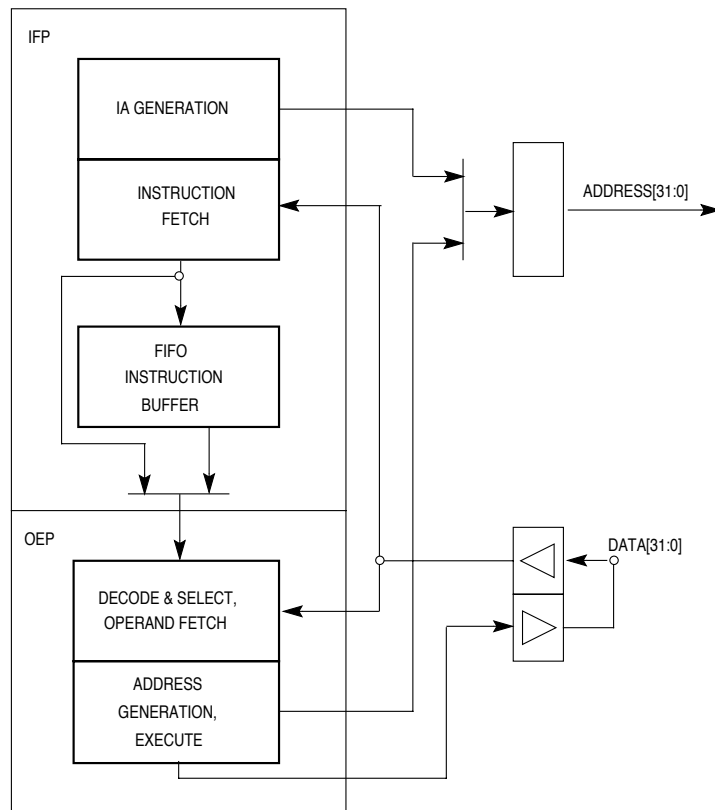 IFP
IA GENERATION
INSTRUCTION
FETCH
ADDRESS[31:0]
FIFO
INSTRUCTION
BUFFER
OEP
DATA[31:0]
DECODE & SELECT,
OPERAND FETCH
ADDRESS
GENERATION,
EXECUTE